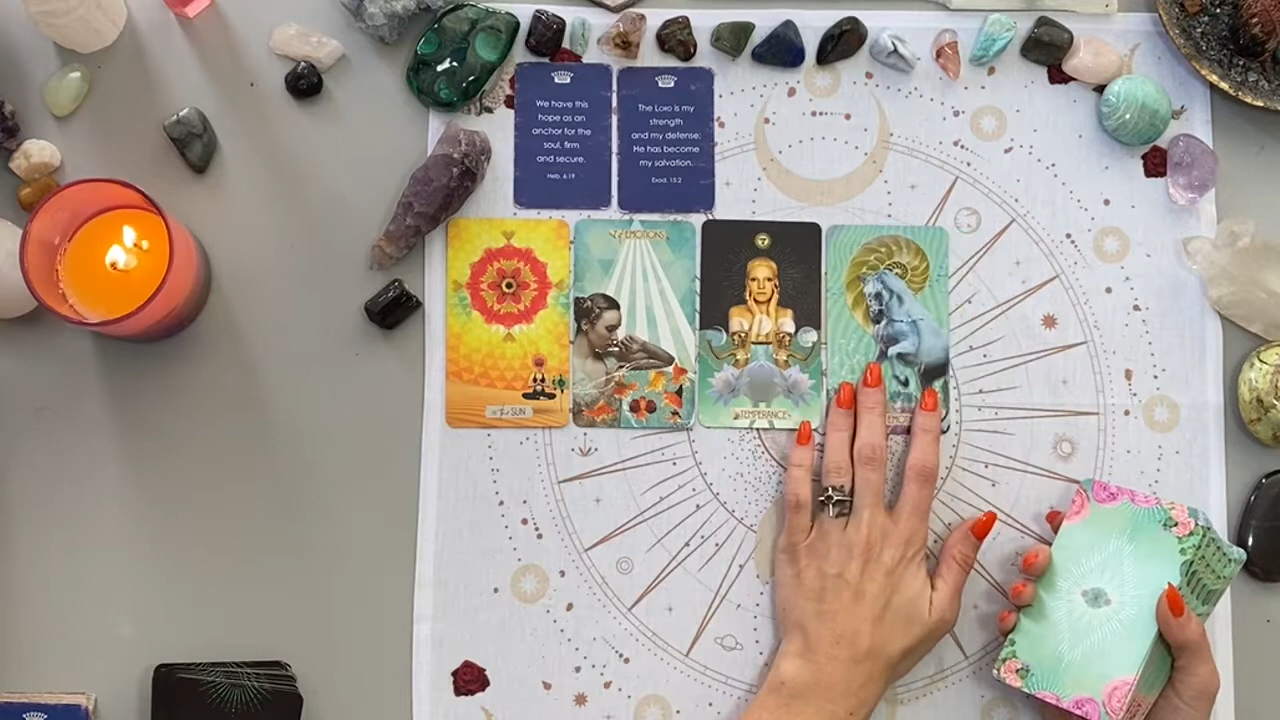 We have this
hope as an
anchor for the
soul, firm
and secure.
Heb. 6:19
The LORD is my
strength
and my defense;
He has become
my salvation.
Exod. 15:2
EMOTIONS
the SUN
TEMPERANCE